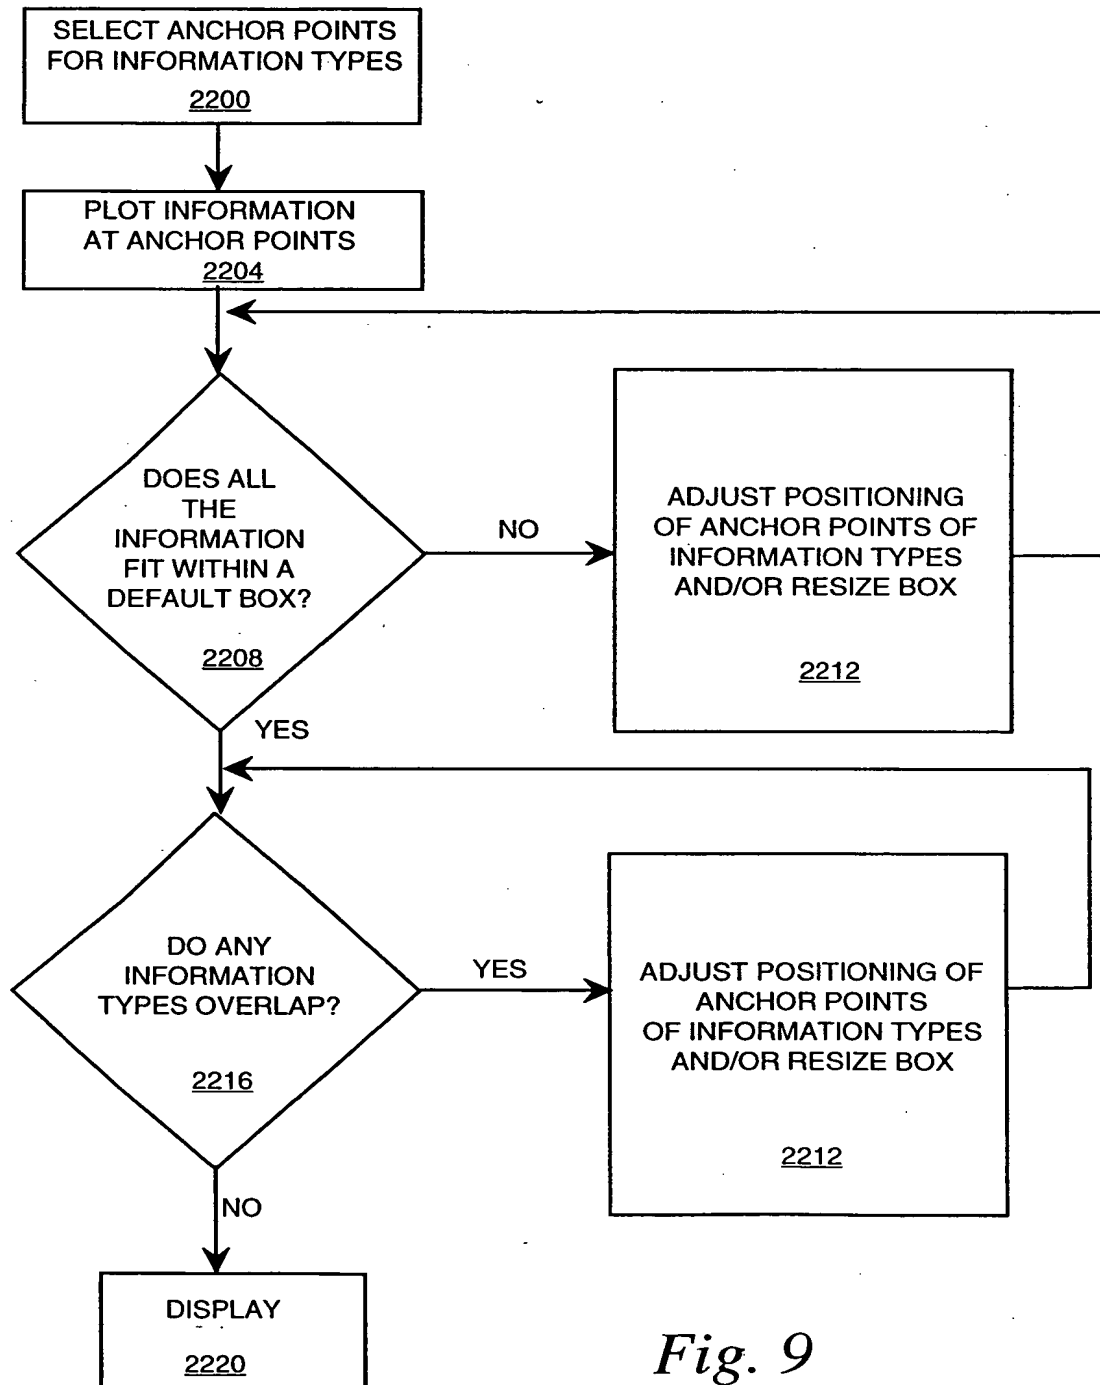 SELECT ANCHOR POINTS
FOR INFORMATION TYPES
2200
PLOT INFORMATION
AT ANCHOR POINTS
2204
DOES ALL
THE
INFORMATION
FIT WITHIN A
DEFAULT BOX?
2208
NO
ADJUST POSITIONING
OF ANCHOR POINTS OF
INFORMATION TYPES
AND/OR RESIZE BOX
2212
YES
DO ANY
INFORMATION
TYPES OVERLAP?
2216
YES
ADJUST POSITIONING OF
ANCHOR POINTS
OF INFORMATION TYPES
AND/OR RESIZE BOX
2212
NO
DISPLAY
2220
Fig. 9